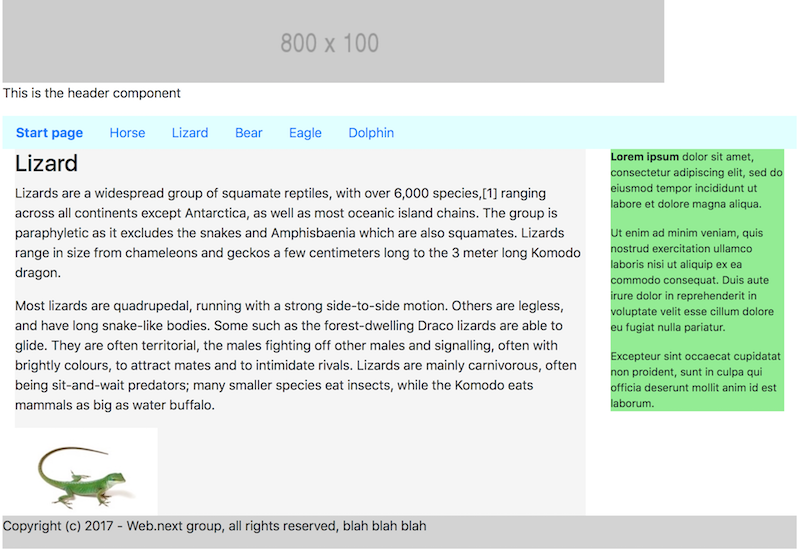 800 x 100
This is the header component
Start page Horse Lizard Bear Eagle Dolphin
Lizard
Lizards are a widespread group of squamate reptiles, with over 6,000 species,[1] ranging
across all continents except Antarctica, as well as most oceanic island chains. The group is
paraphyletic as it excludes the snakes and Amphisbaenia which are also squamates. Lizards
range in size from chameleons and geckos a few centimeters long to the 3 meter long Komodo
dragon.
Most lizards are quadrupedal, running with a strong side-to-side motion. Others are legless,
and have long snake-like bodies. Some such as the forest-dwelling Draco lizards are able to
glide. They are often territorial, the males fighting off other males and signalling, often with
brightly colours, to attract mates and to intimidate rivals. Lizards are mainly carnivorous, often
being sit-and-wait predators; many smaller species eat insects, while the Komodo eats
mammals as big as water buffalo.
Lorem ipsum dolor sit amet,
consectetur adipiscing elit, sed do
eiusmod tempor incididunt ut
labore et dolore magna aliqua.
Ut enim ad minim veniam, quis
nostrud exercitation ullamco
laboris nisi ut aliquip ex ea
commodo consequat. Duis aute
irure dolor in reprehenderit in
voluptate velit esse cillum dolore
eu fugiat nulla pariatur.
Excepteur sint occaecat cupidatat
non proident, sunt in culpa qui
officia deserunt mollit anim id est
laborum.
Copyright (c) 2017 - Web.next group, all rights reserved, blah blah blah